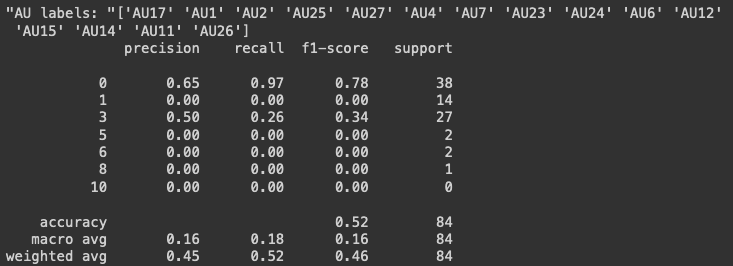 "AU labels: "['AU17' 'AU1' 'AU2' 'AU25' 'AU27' 'AU4' 'AU7' 'AU23' 'AU24' 'AU6' 'AU12'
'AU15' 'AU14' 'AU11' 'AU26']
precision recall f1-score support
0 0.65 0.97 0.78 38
1 0.00 0.00 0.00 14
3 0.50 0.26 0.34 27
5 0.00 0.00 0.00 2
6 0.00 0.00 0.00 2
8 0.00 0.00 0.00 1
10 0.00 0.00 0.00 0
accuracy 0.52 84
macro avg 0.16 0.18 0.16 84
weighted avg 0.45 0.52 0.46 84